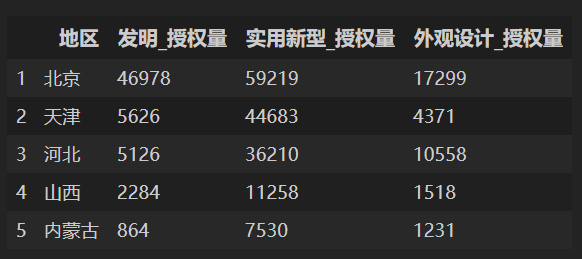 地区 发明_授权量 实用新型_授权量 外观设计_授权量
1 北京 46978 59219 17299
2 天津 5626 44683 4371
3 河北 5126 36210 10558
4 山西 2284 11258 1518
5 内蒙古 864 7530 1231